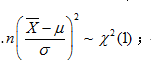 .n((X̄−μ)/σ)² ~ χ²(1)；